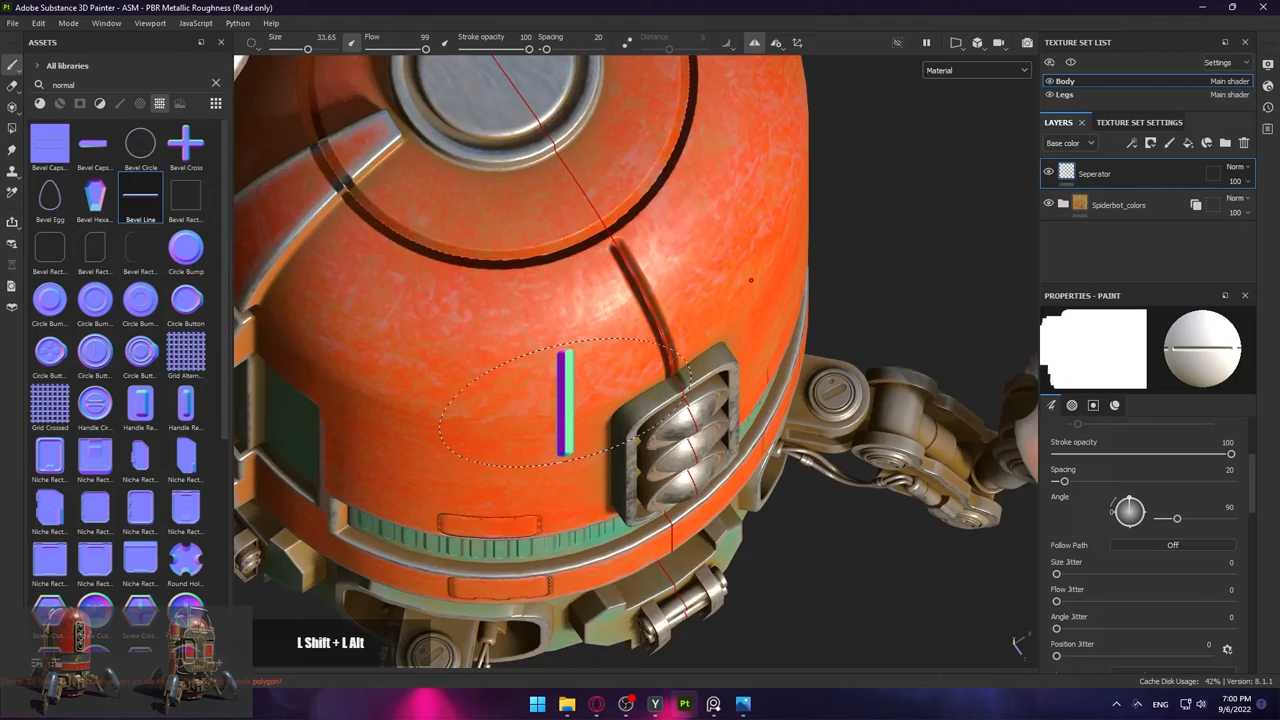 Adobe Substance 3D Painter - ASM - PBR Metallic Roughness (Read only)
File Edit Mode Window Viewport JavaScript Python Help
ASSETS
Size 33.65 Flow 99 Stroke opacity 100 Spacing 20 Distance 8
All libraries
normal
Bevel Caps... Bevel Caps... Bevel Circle Bevel Cross
Bevel Egg Bevel Hexa... Bevel Line Bevel Rect...
Bevel Rect... Bevel Rect... Bevel Rect... Circle Bump
Circle Bum... Circle Bum... Circle Bum... Circle Button
Circle Butt... Circle Butt... Circle Butt... Grid Altern...
Grid Crossed Handle Cir... Handle Re... Handle Re...
Niche Rect... Niche Rect... Niche Rect... Niche Rect...
Niche Rect... Niche Rect... Niche Rect... Niche Rect...
Niche Rect... Niche Rect... Niche Rect... Round Hol...
Material
L Shift + L Alt
TEXTURE SET LIST
Settings
Body Main shader
Legs Main shader
LAYERS TEXTURE SET SETTINGS
Base color
Seperator Norm 100
Spiderbot_colors Norm 100
PROPERTIES - PAINT
Stroke opacity 100
Spacing 20
Angle 90
Follow Path Off
Size Jitter 0
Flow Jitter 0
Angle Jitter 0
Position Jitter 0
Cache Disk Usage: 42% | Version: 8.1.1
Y Pt
ENG 7:00 PM
9/6/2022